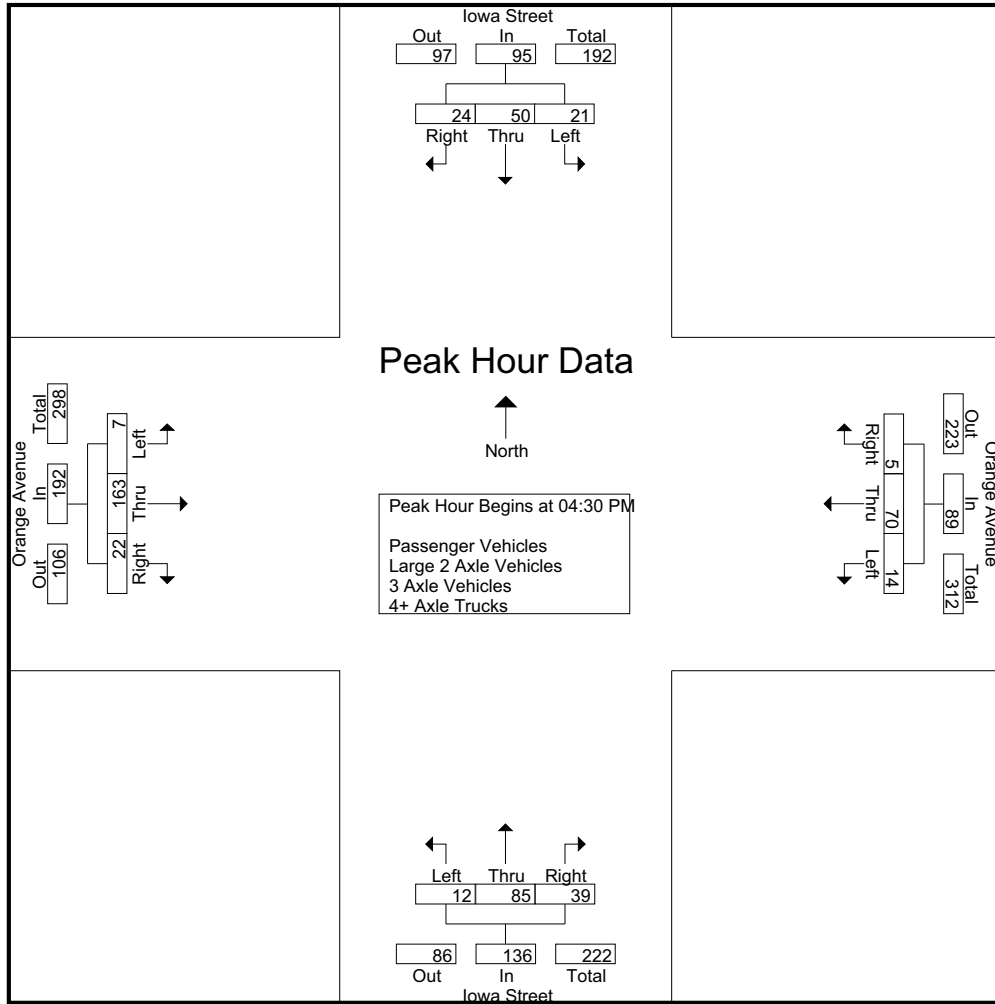 Iowa Street
Out In Total
97 95 192
24 50 21
Right Thru Left
Peak Hour Data
North
Peak Hour Begins at 04:30 PM
Passenger Vehicles
Large 2 Axle Vehicles
3 Axle Vehicles
4+ Axle Trucks
Orange Avenue
Out In Total
106 192 298
Left Thru Right
7 163 22
Orange Avenue
Out In Total
223 89 312
Right Thru Left
5 70 14
Left Thru Right
12 85 39
86 136 222
Out In Total
Iowa Street